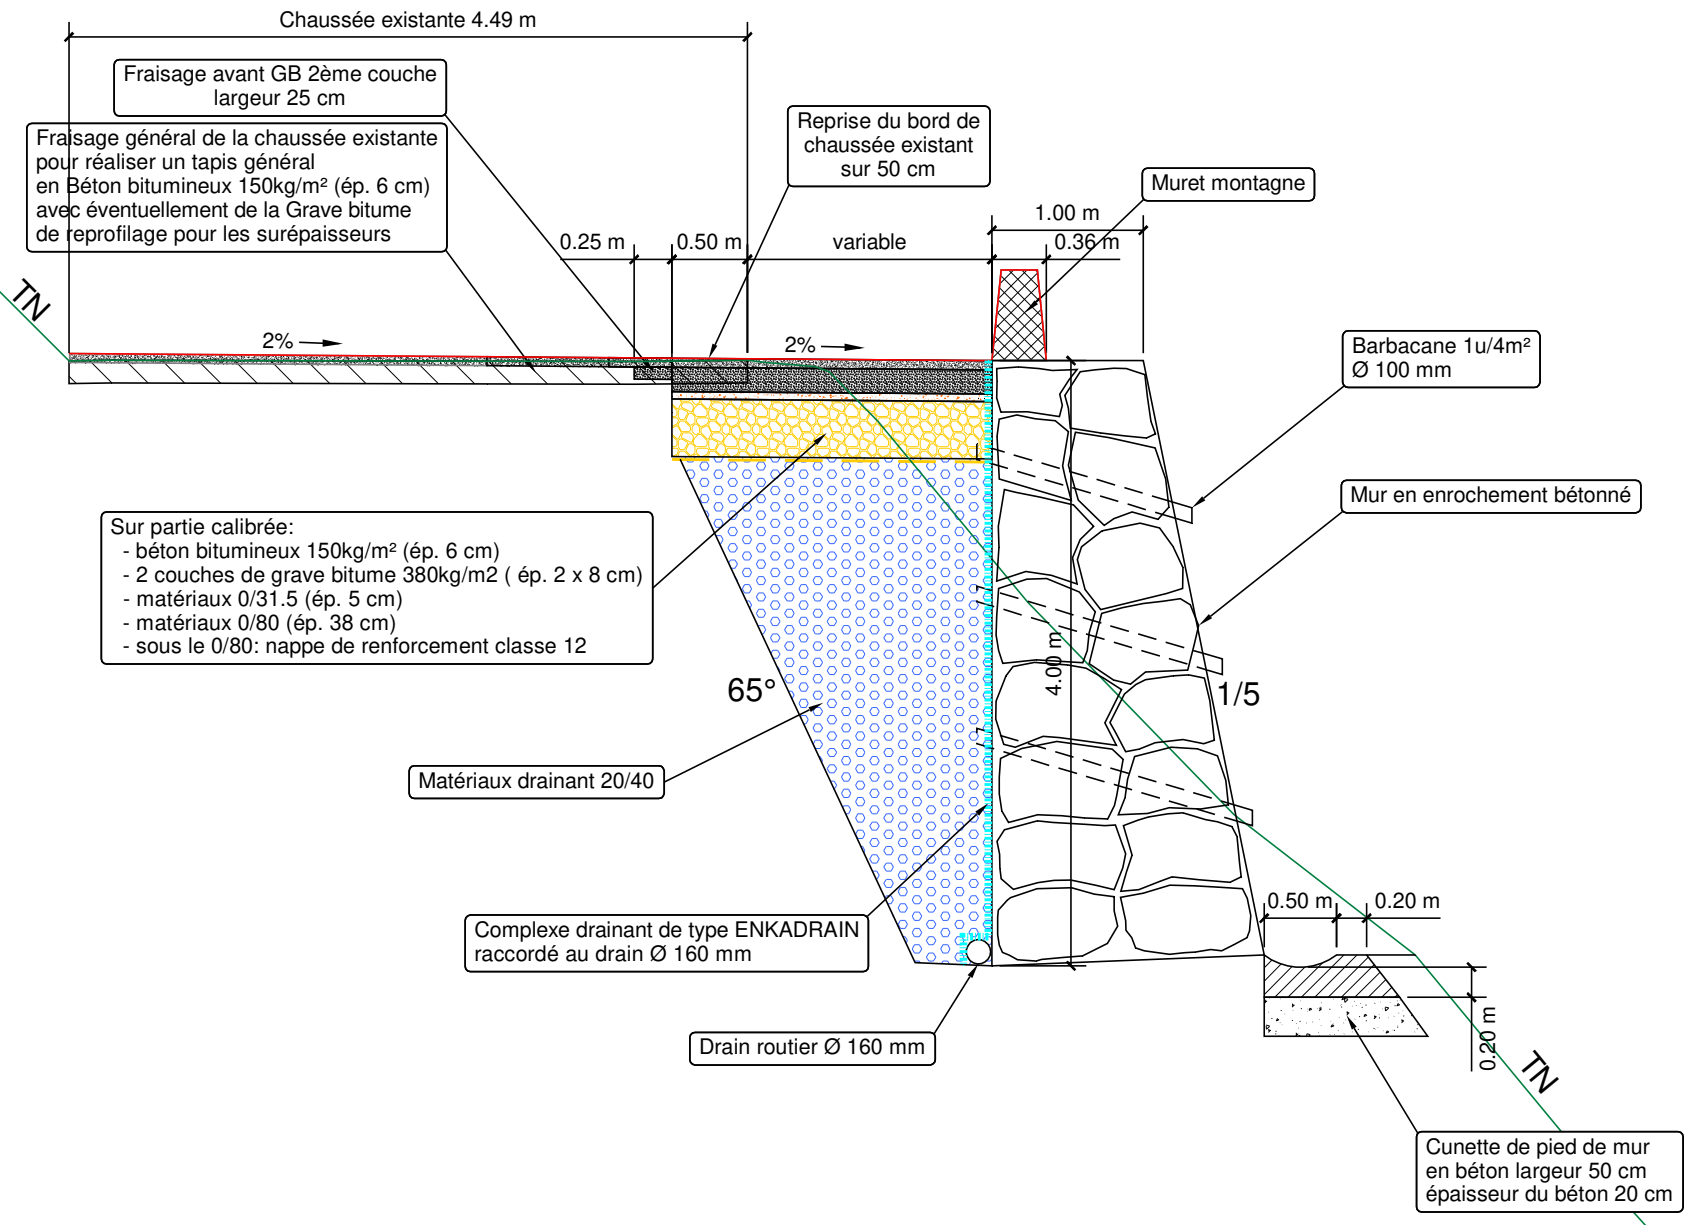 Chaussée existante 4.49 m
Fraisage avant GB 2ème couche
largeur 25 cm
Fraisage général de la chaussée existante
pour réaliser un tapis général
en Béton bitumineux 150kg/m² (ép. 6 cm)
avec éventuellement de la Grave bitume
de reprofilage pour les surépaisseurs
Reprise du bord de
chaussée existant
sur 50 cm
Muret montagne
1.00 m
0.25 m
0.50 m
variable
0.36 m
TN
2%
2%
Barbacane 1u/4m²
Ø 100 mm
Mur en enrochement bétonné
Sur partie calibrée:
- béton bitumineux 150kg/m² (ép. 6 cm)
- 2 couches de grave bitume 380kg/m2 ( ép. 2 x 8 cm)
- matériaux 0/31.5 (ép. 5 cm)
- matériaux 0/80 (ép. 38 cm)
- sous le 0/80: nappe de renforcement classe 12
65°
4.00 m
1/5
Matériaux drainant 20/40
Complexe drainant de type ENKADRAIN
raccordé au drain Ø 160 mm
0.50 m
0.20 m
Drain routier Ø 160 mm
0.20 m
TN
Cunette de pied de mur
en béton largeur 50 cm
épaisseur du béton 20 cm